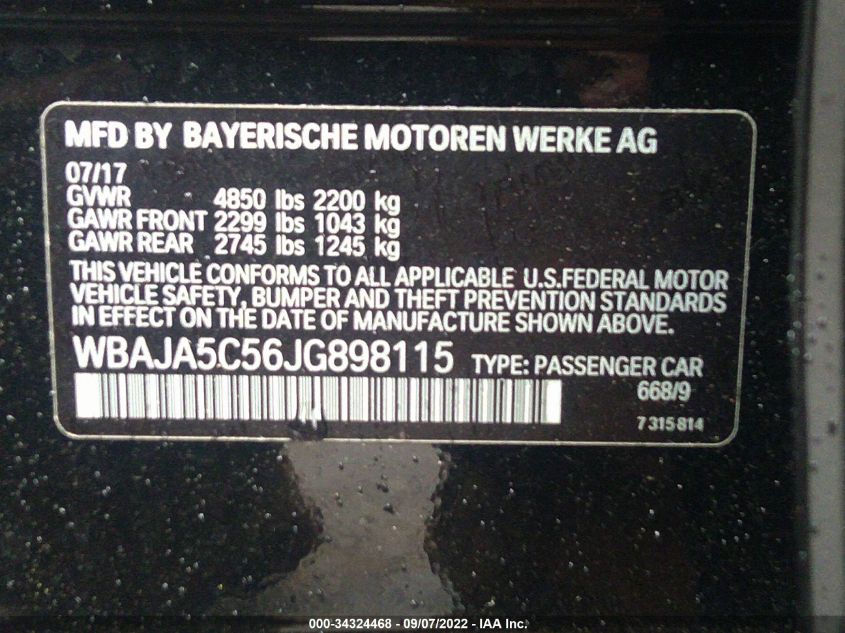 MFD BY BAYERISCHE MOTOREN WERKE AG
07/17
GVWR 4850 lbs 2200 kg
GAWR FRONT 2299 lbs 1043 kg
GAWR REAR 2745 lbs 1245 kg
THIS VEHICLE CONFORMS TO ALL APPLICABLE U.S.FEDERAL MOTOR
VEHICLE SAFETY, BUMPER AND THEFT PREVENTION STANDARDS
IN EFFECT ON THE DATE OF MANUFACTURE SHOWN ABOVE.
WBAJA5C56JG898115 TYPE: PASSENGER CAR
668/9
7 315 814
000-34324468 - 09/07/2022 - IAA Inc.